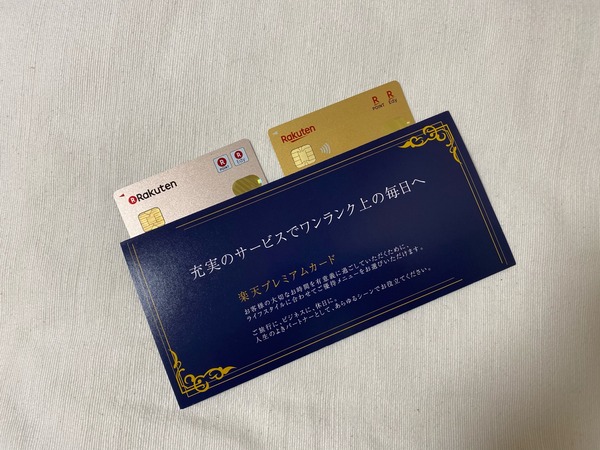 Rakuten
R
POINT
R
Edy
Rakuten
R
POINT
R
Edy
充実のサービスでワンランク上の毎日へ
楽天プレミアムカード
お客様の大切なお時間を有意義に過ごしていただくために、
ライフスタイルに合わせてご優待メニューをお選びいただけます。
ご旅行に、ビジネスに、休日に。
人生のよきパートナーとして、あらゆるシーンでお役立てください。